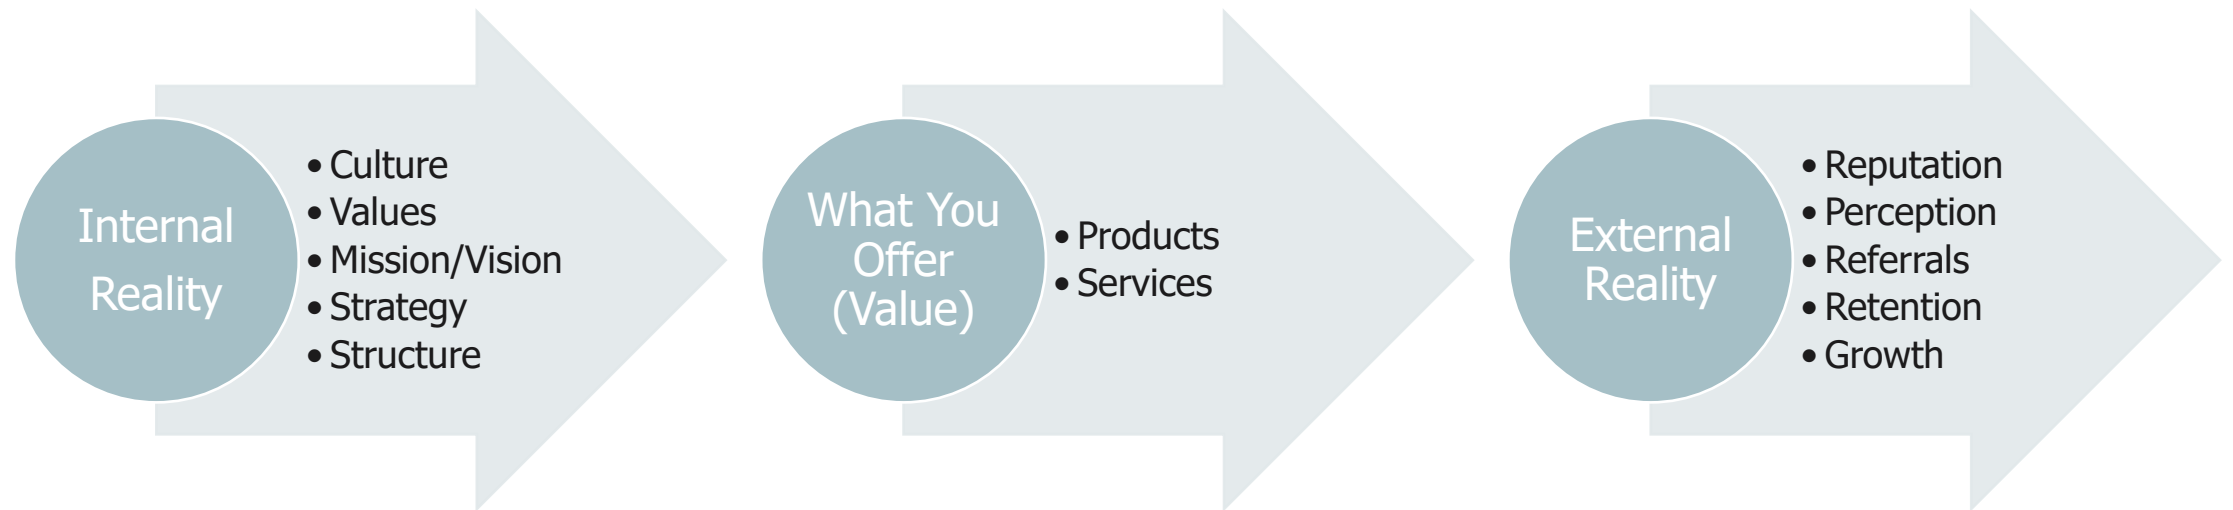 Internal
Reality
• Culture
• Values
• Mission/Vision
• Strategy
• Structure
What You
Offer
(Value)
• Products
• Services
External
Reality
• Reputation
• Perception
• Referrals
• Retention
• Growth